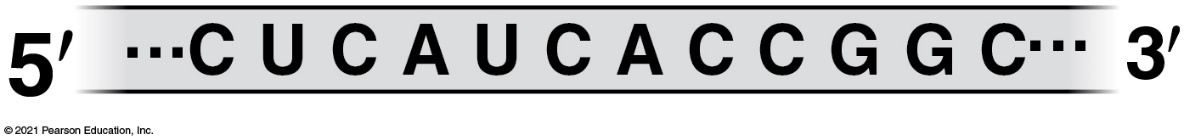 5′ ...C U C A U C A C C G G C... 3′
© 2021 Pearson Education, Inc.